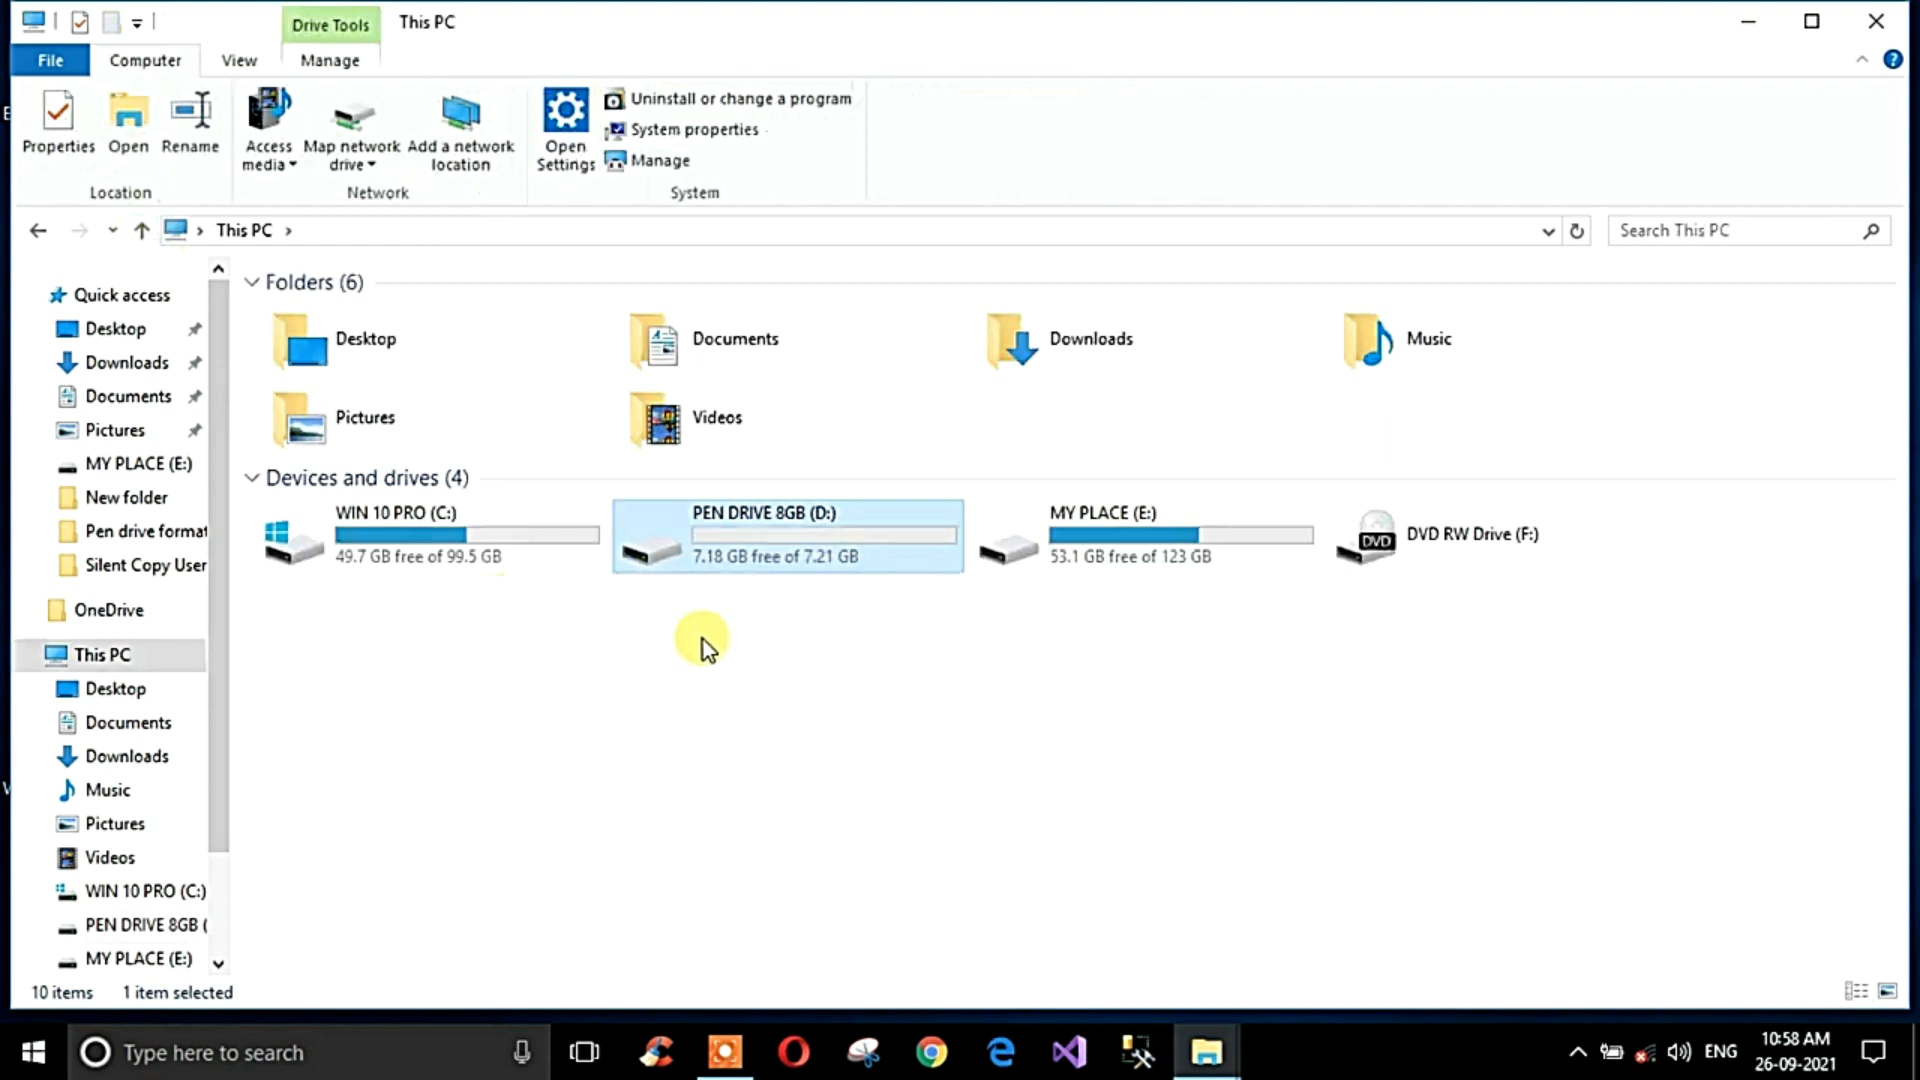 Drive Tools
This PC
File
Computer
View
Manage
Properties
Open
Rename
Access media
Map network drive
Add a network location
Open Settings
Uninstall or change a program
System properties
Manage
Location
Network
System
This PC
Search This PC
Quick access
Desktop
Downloads
Documents
Pictures
MY PLACE (E:)
New folder
Pen drive format
Silent Copy User
OneDrive
This PC
Desktop
Documents
Downloads
Music
Pictures
Videos
WIN 10 PRO (C:)
PEN DRIVE 8GB (
MY PLACE (E:)
Folders (6)
Desktop
Documents
Downloads
Music
Pictures
Videos
Devices and drives (4)
WIN 10 PRO (C:)
49.7 GB free of 99.5 GB
PEN DRIVE 8GB (D:)
7.18 GB free of 7.21 GB
MY PLACE (E:)
53.1 GB free of 123 GB
DVD
DVD RW Drive (F:)
10 items
1 item selected
Type here to search
ENG
10:58 AM
26-09-2021